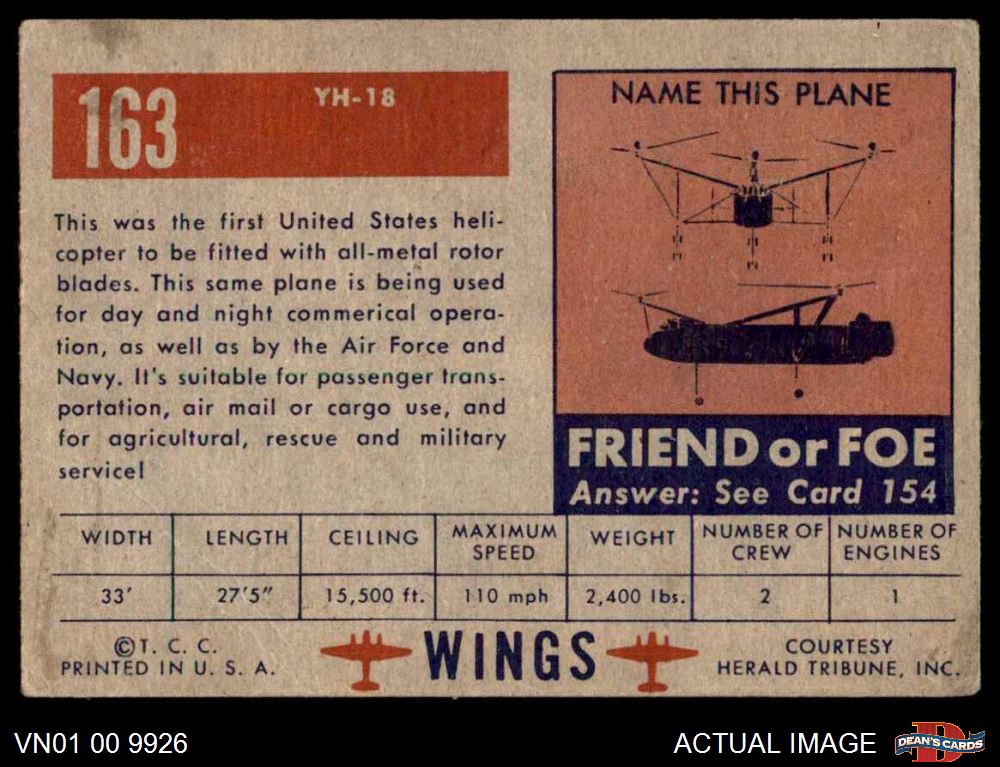 163
YH-18
This was the first United States heli-
copter to be fitted with all-metal rotor
blades. This same plane is being used
for day and night commerical opera-
tion, as well as by the Air Force and
Navy. It's suitable for passenger trans-
portation, air mail or cargo use, and
for agricultural, rescue and military
service!
NAME THIS PLANE
FRIEND or FOE
Answer: See Card 154
WIDTH LENGTH CEILING MAXIMUM SPEED WEIGHT NUMBER OF CREW NUMBER OF ENGINES
33' 27'5" 15,500 ft. 110 mph 2,400 lbs. 2 1
©T. C. C.
PRINTED IN U. S. A.
WINGS
COURTESY
HERALD TRIBUNE, INC.
VN01 00 9926
ACTUAL IMAGE
D
DEAN'S CARDS